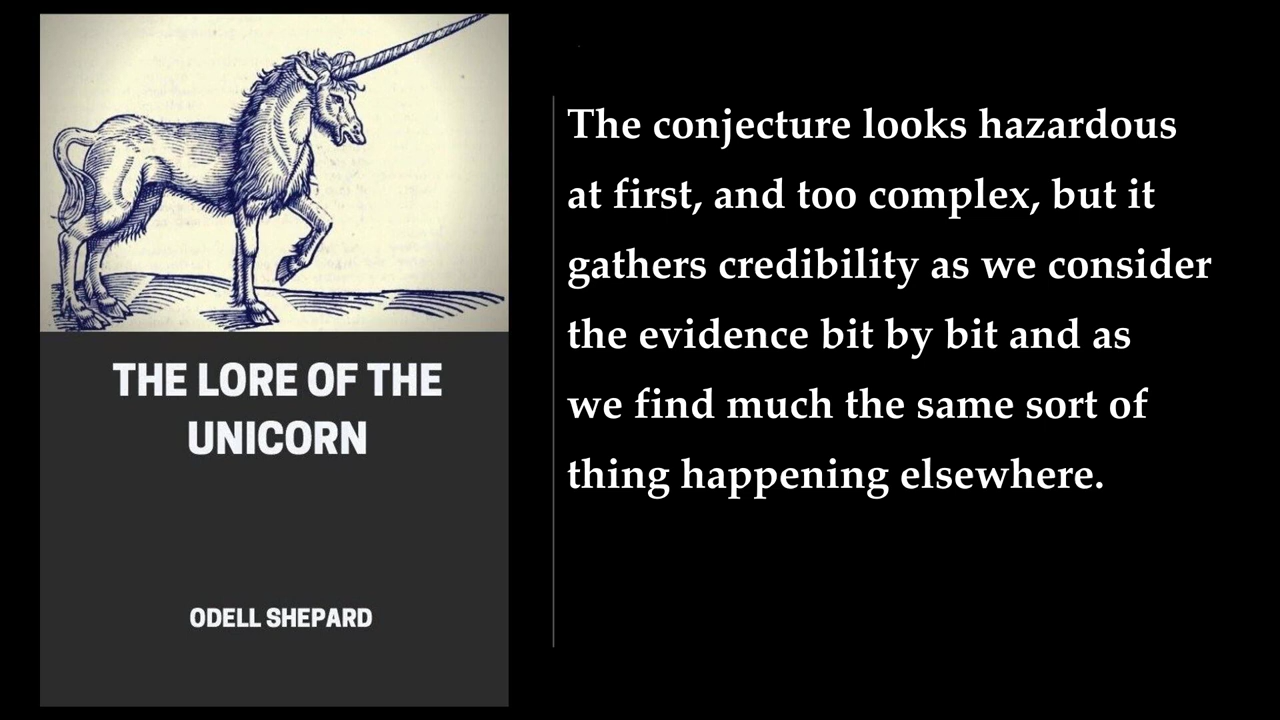 THE LORE OF THE
UNICORN
ODELL SHEPARD
The conjecture looks hazardous
at first, and too complex, but it
gathers credibility as we consider
the evidence bit by bit and as
we find much the same sort of
thing happening elsewhere.